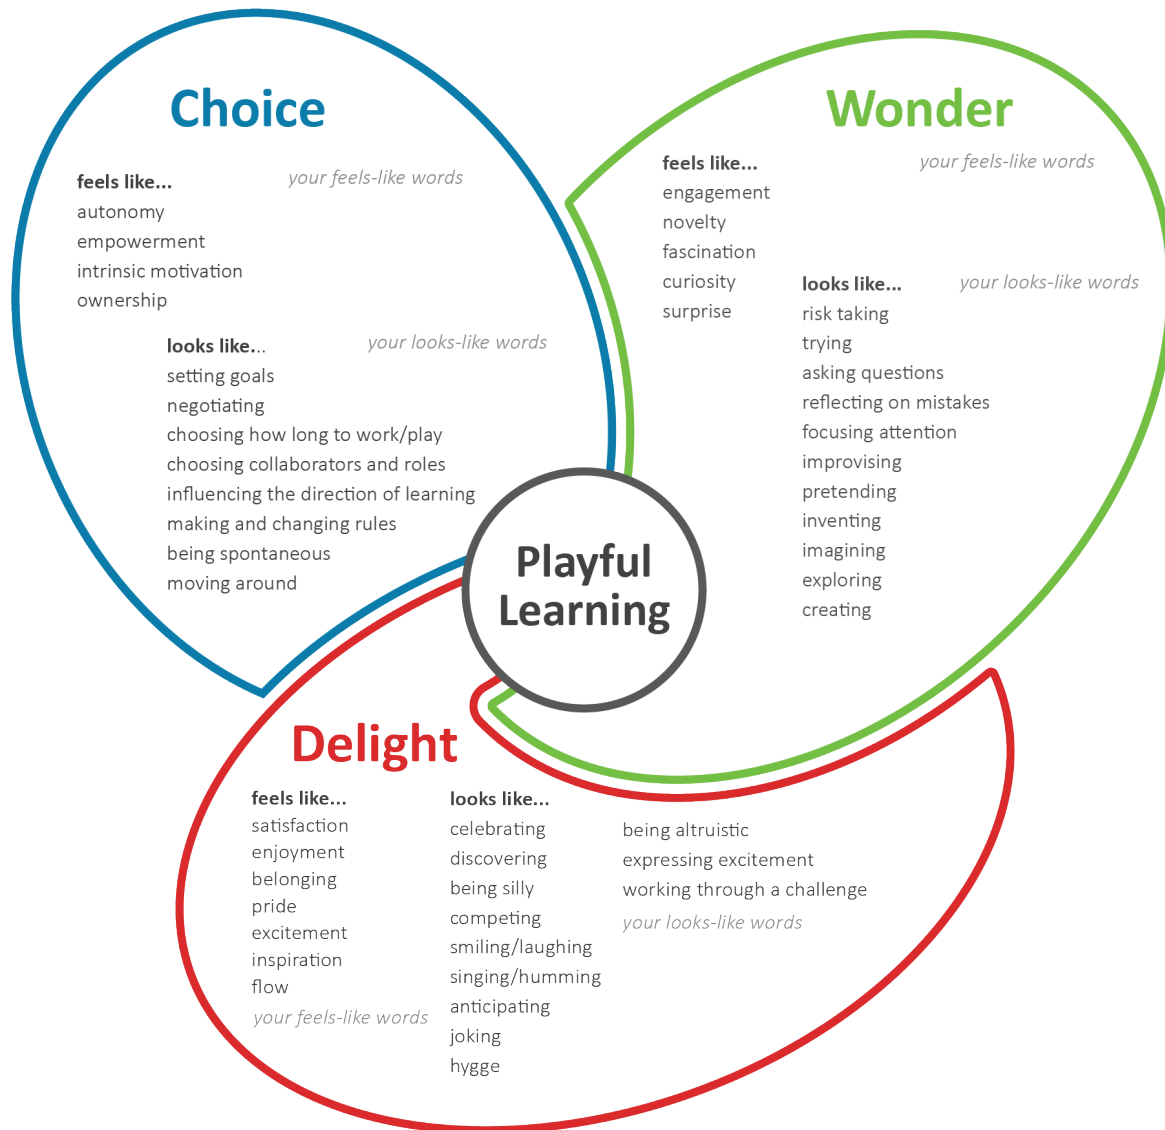 Choice
feels like...
your feels-like words
autonomy
empowerment
intrinsic motivation
ownership
looks like...
your looks-like words
setting goals
negotiating
choosing how long to work/play
choosing collaborators and roles
influencing the direction of learning
making and changing rules
being spontaneous
moving around
Wonder
feels like...
your feels-like words
engagement
novelty
fascination
curiosity
surprise
looks like...
your looks-like words
risk taking
trying
asking questions
reflecting on mistakes
focusing attention
improvising
pretending
inventing
imagining
exploring
creating
Playful
Learning
Delight
feels like...
satisfaction
enjoyment
belonging
pride
excitement
inspiration
flow
your feels-like words
looks like...
celebrating
discovering
being silly
competing
smiling/laughing
singing/humming
anticipating
joking
hygge
being altruistic
expressing excitement
working through a challenge
your looks-like words